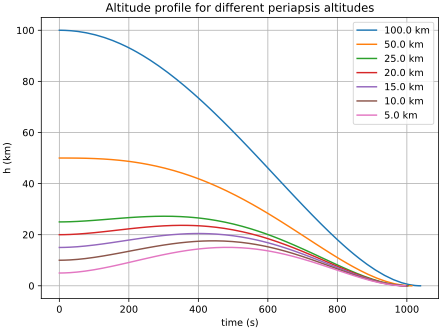 Altitude profile for different periapsis altitudes
100
80
60
40
20
0
h (km)
0
200
400
600
800
1000
time (s)
100.0 km
50.0 km
25.0 km
20.0 km
15.0 km
10.0 km
5.0 km